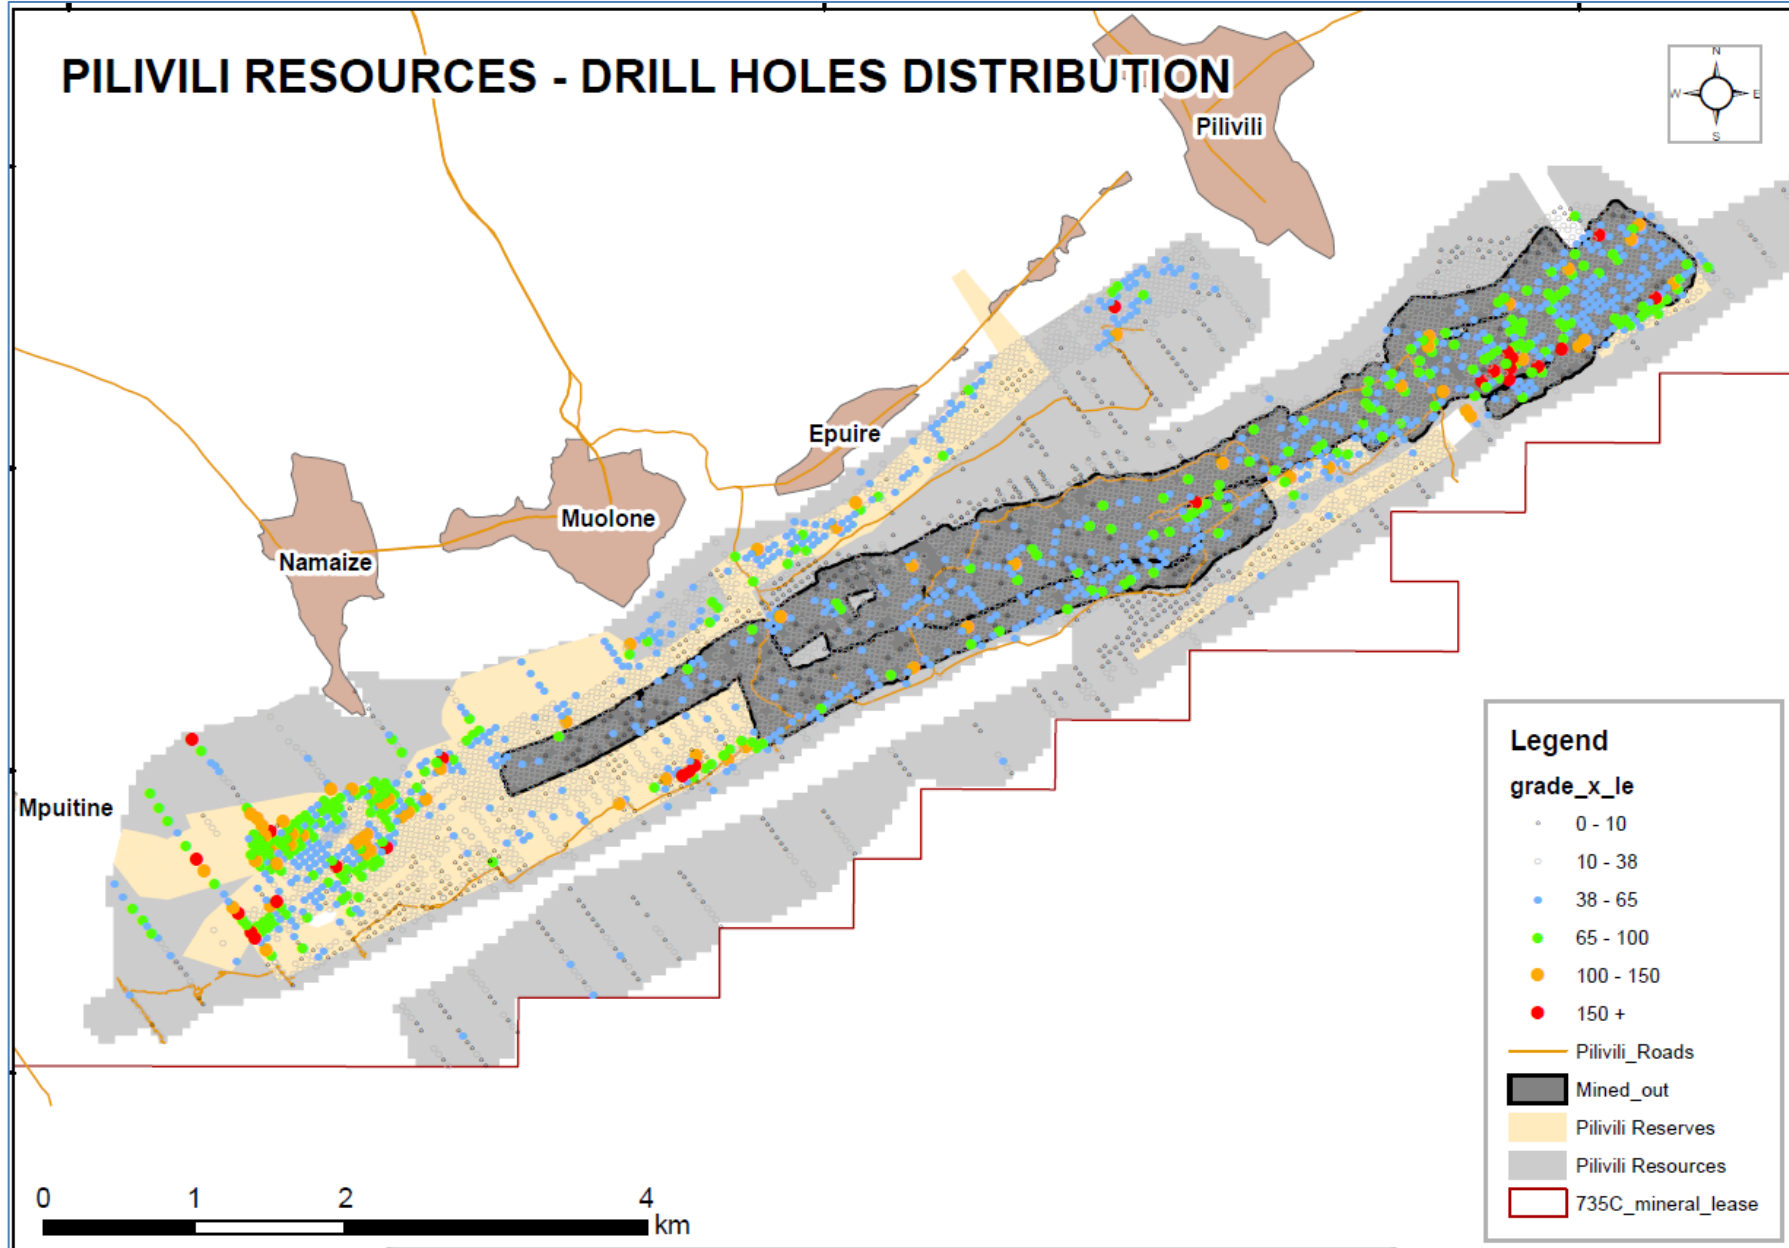 PILIVILI RESOURCES - DRILL HOLES DISTRIBUTION
N
W
E
S
Pilivili
Epuire
Muolone
Namaize
Mpuitine
Legend
grade_x_le
0 - 10
10 - 38
38 - 65
65 - 100
100 - 150
150 +
Pilivili_Roads
Mined_out
Pilivili Reserves
Pilivili Resources
735C_mineral_lease
0 1 2 4
km